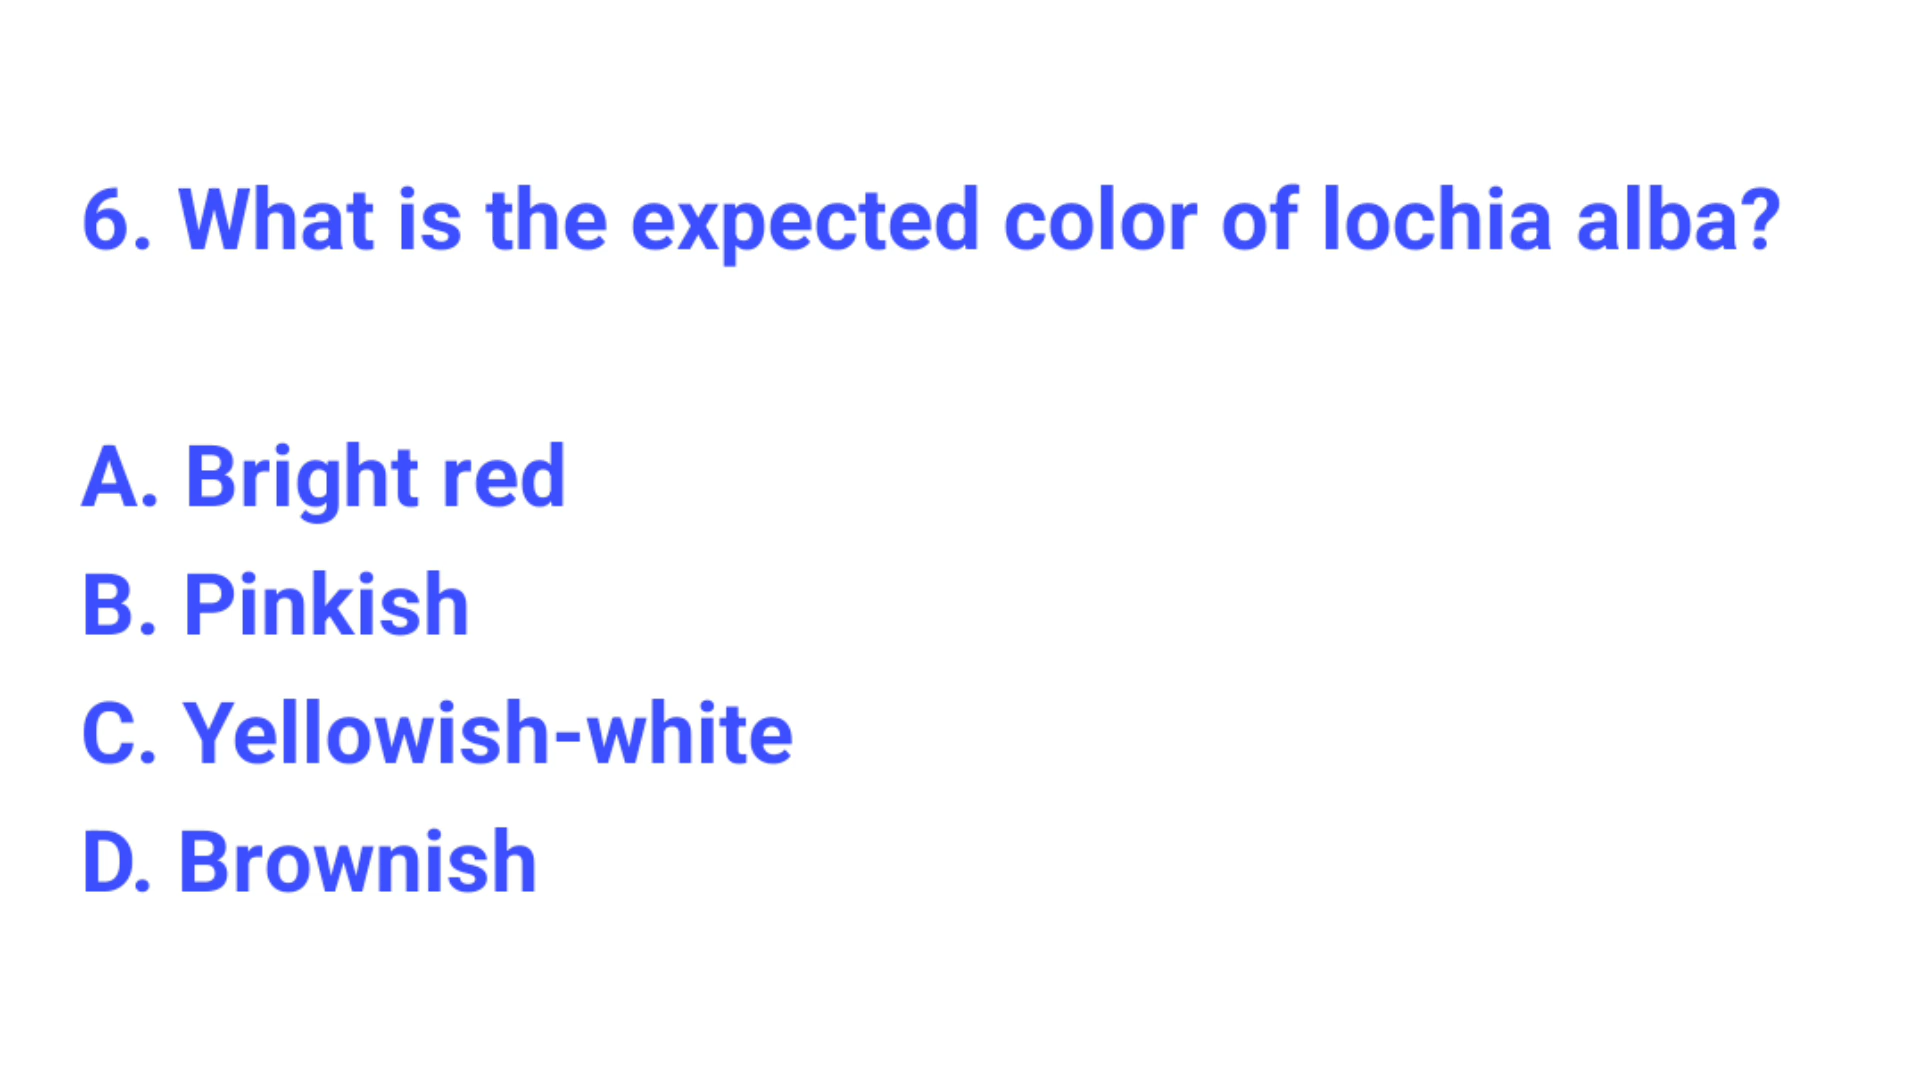 6. What is the expected color of lochia alba?
A. Bright red
B. Pinkish
C. Yellowish-white
D. Brownish